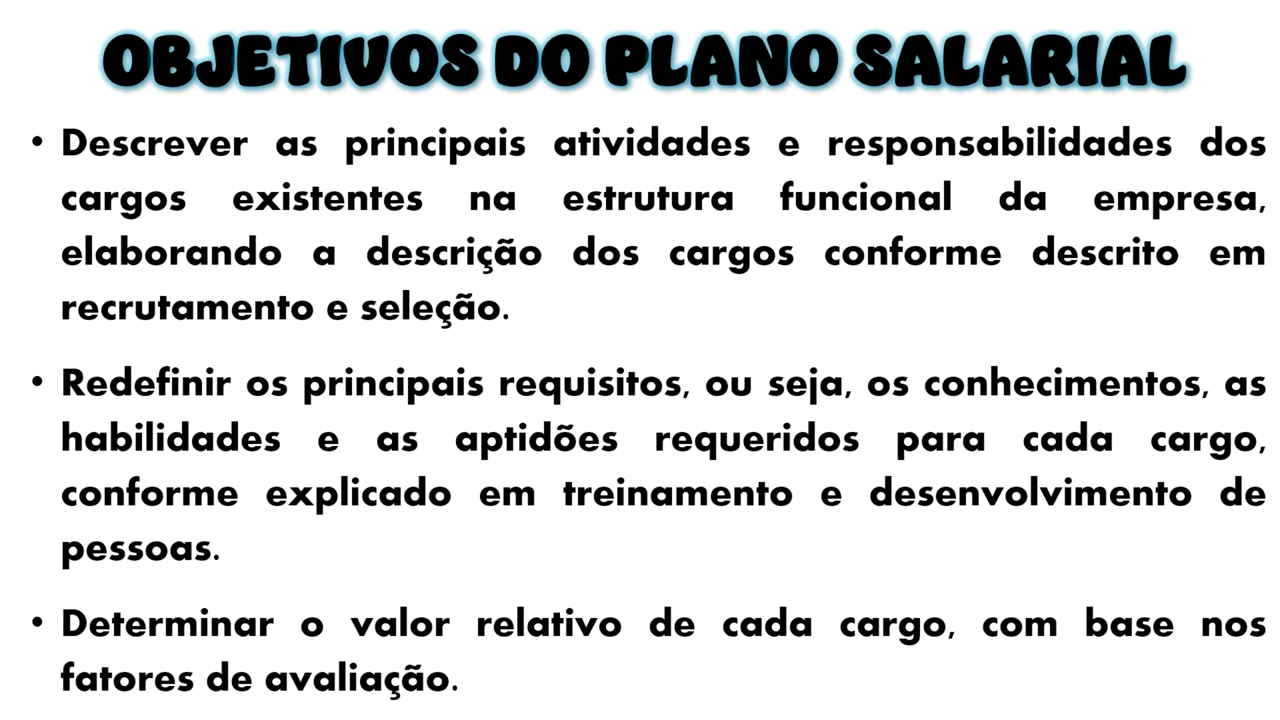 OBJETIVOS DO PLANO SALARIAL
• Descrever as principais atividades e responsabilidades dos
cargos existentes na estrutura funcional da empresa,
elaborando a descrição dos cargos conforme descrito em
recrutamento e seleção.
• Redefinir os principais requisitos, ou seja, os conhecimentos, as
habilidades e as aptidões requeridos para cada cargo,
conforme explicado em treinamento e desenvolvimento de
pessoas.
• Determinar o valor relativo de cada cargo, com base nos
fatores de avaliação.